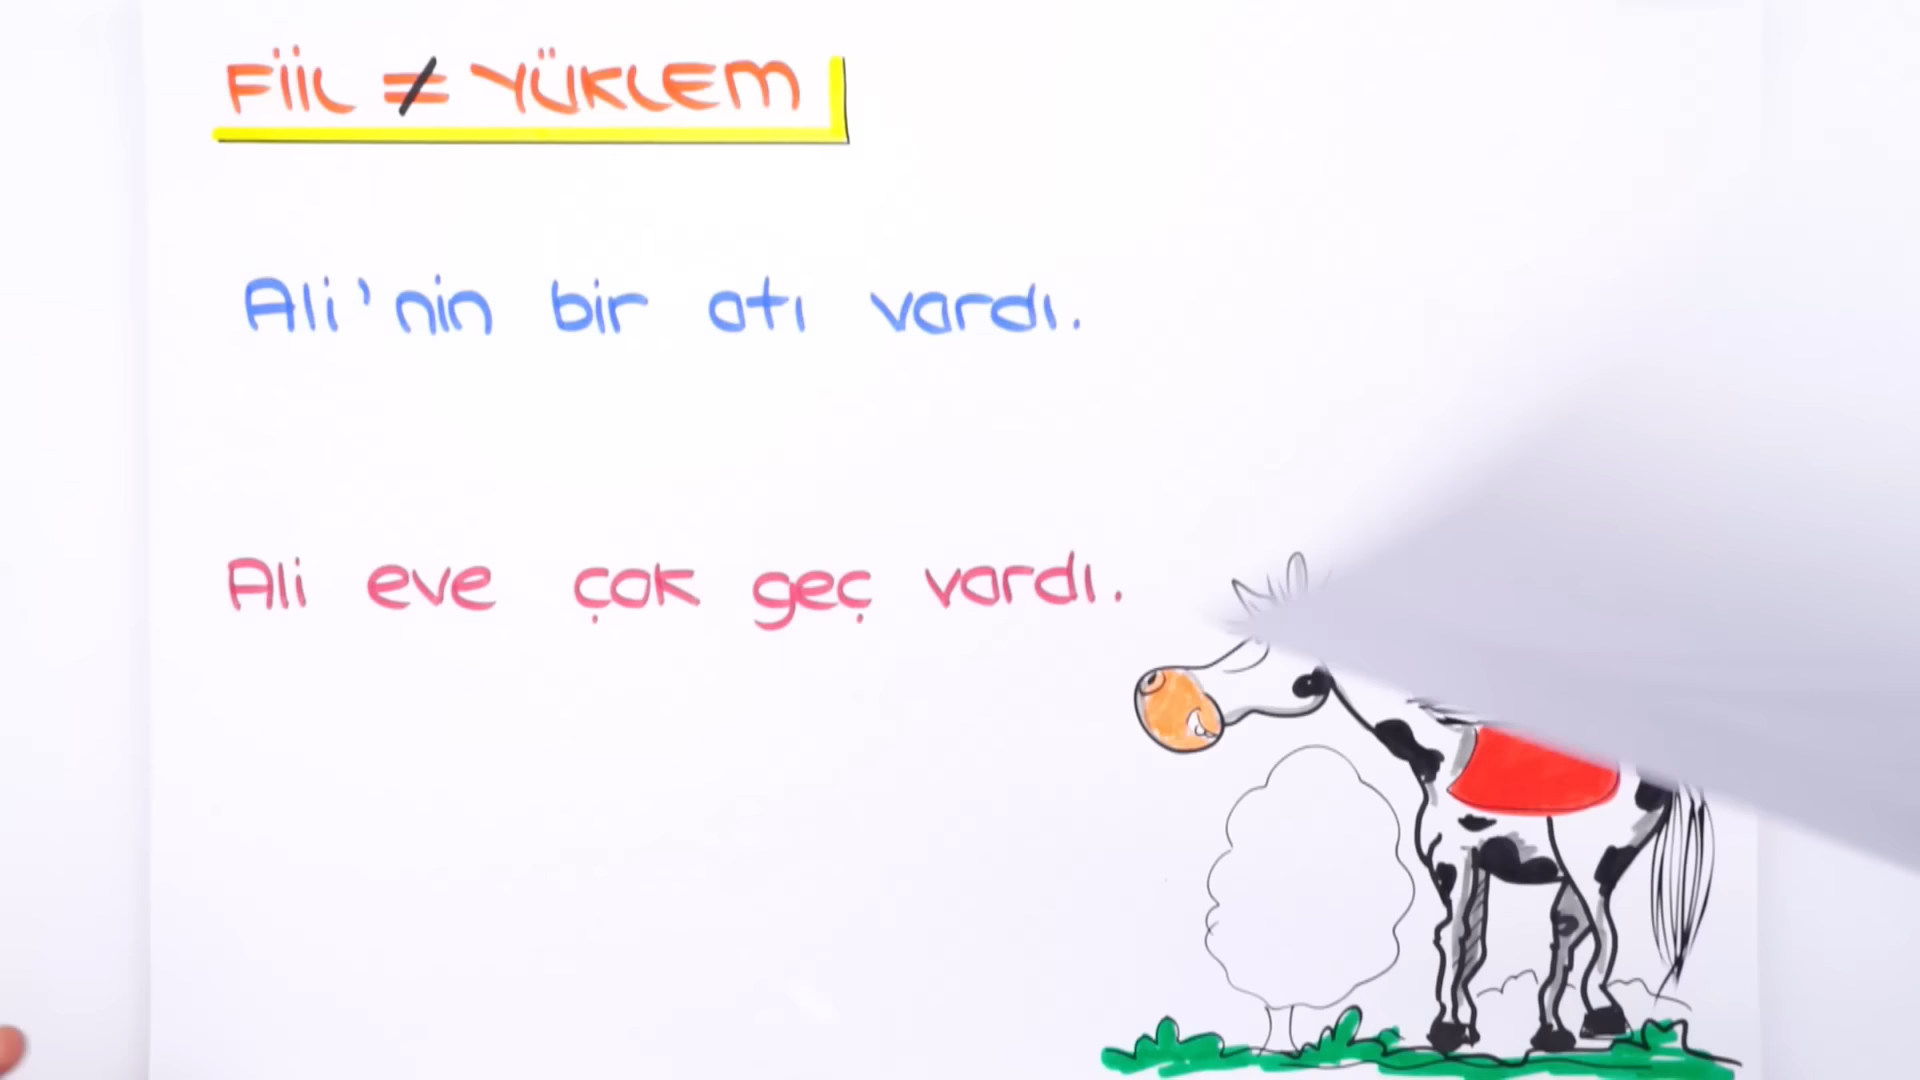 FİİL ≠ YÜKLEM
Ali'nin bir atı vardı.
Ali eve çok geç vardı.